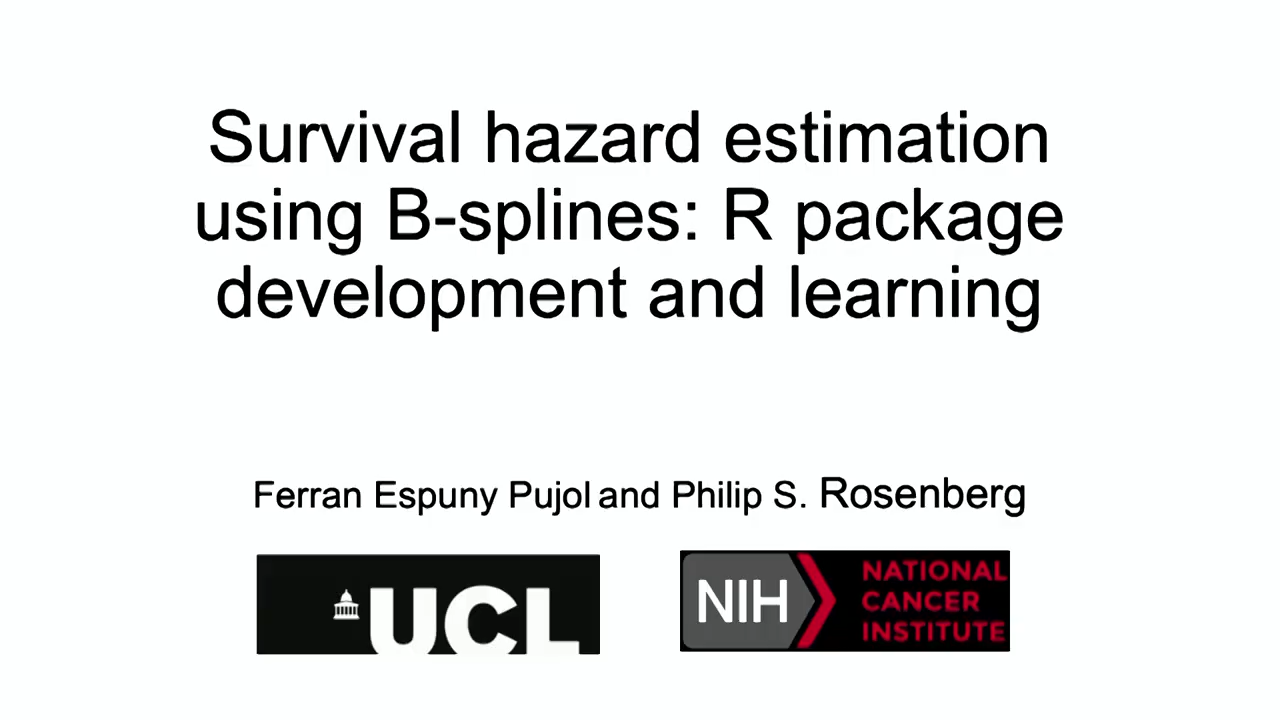 Survival hazard estimation
using B-splines: R package
development and learning
Ferran Espuny Pujol and Philip S. Rosenberg
UCL
NIH
NATIONAL
CANCER
INSTITUTE